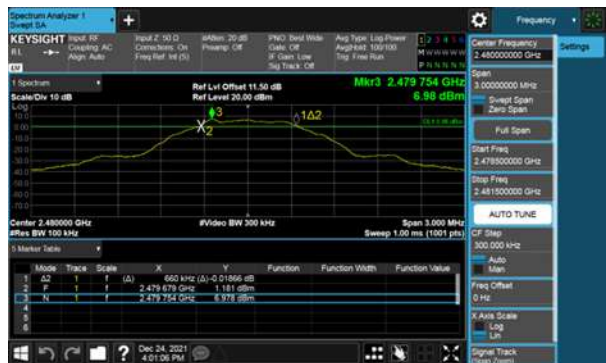 Spectrum Analyzer 1
Swept SA
+
Frequency
KEYSIGHT Input: RF
RL Coupling: AC
Align: Auto
Input Z: 50 Ω
Corrections: On
Freq Ref: Int (S)
#Atten: 20 dB
Preamp: Off
PNO: Best Wide
Gate: Off
IF Gain: Low
Sig Track: Off
Avg Type: Log-Power
Avg|Hold: 100/100
Trig: Free Run
1 2 3 4 5 6
M W W W W W
P N N N N N
LXI
1 Spectrum
Scale/Div 10 dB
Ref Lvl Offset 11.50 dB
Ref Level 20.00 dBm
Mkr3 2.479 754 GHz
6.98 dBm
Log
10.0
0.00
-10.0
-20.0
-30.0
-40.0
-50.0
-60.0
-70.0
3
X2
1Δ2
Center 2.480000 GHz
#Res BW 100 kHz
#Video BW 300 kHz
Span 3.000 MHz
Sweep 1.00 ms (1001 pts)
5 Marker Table
Mode Trace Scale X Y Function Function Width Function Value
1 Δ2 1 f (Δ) 660 kHz (Δ) -0.01866 dB
2 F 1 f 2.479 679 GHz 1.181 dBm
3 N 1 f 2.479 754 GHz 6.978 dBm
4
5
6
?
Dec 24, 2021
4:01:06 PM
Center Frequency
2.480000000 GHz
Settings
Span
3.00000000 MHz
Swept Span
Zero Span
Full Span
Start Freq
2.478500000 GHz
Stop Freq
2.481500000 GHz
AUTO TUNE
CF Step
300.000 kHz
Auto
Man
Freq Offset
0 Hz
X Axis Scale
Log
Lin
Signal Track
(Span Zoom)